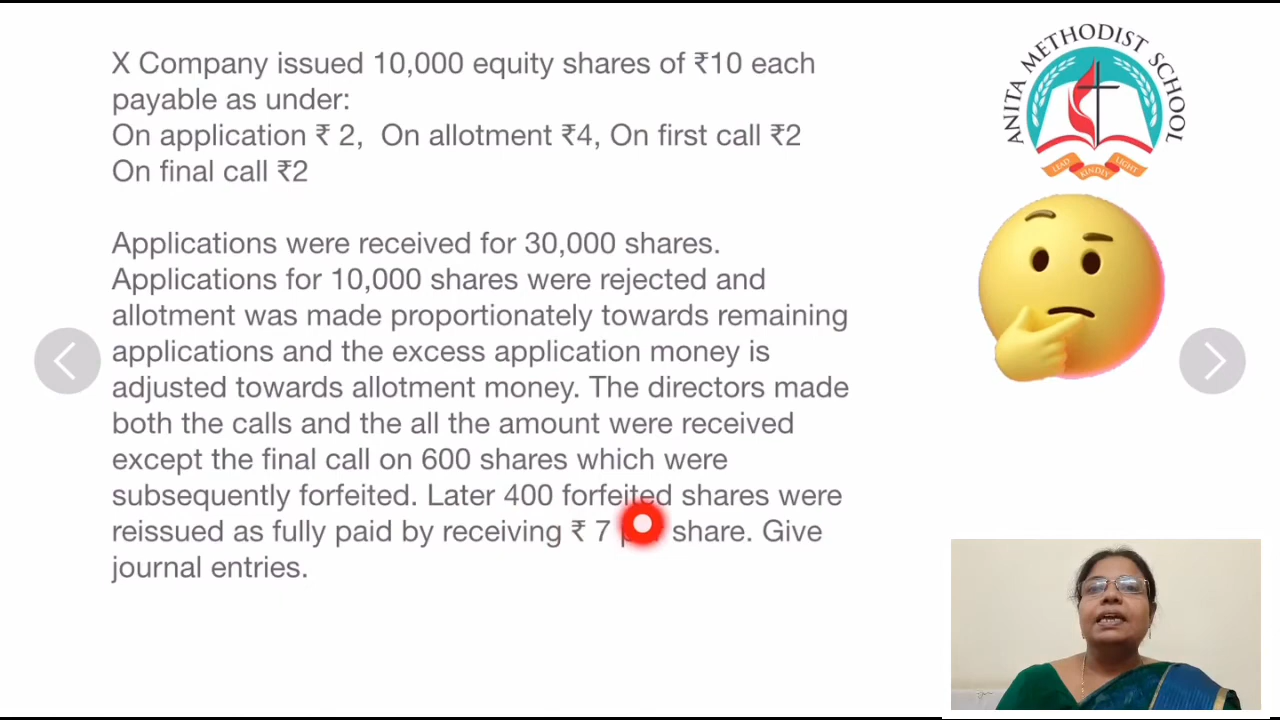 X Company issued 10,000 equity shares of ₹10 each
payable as under:
On application ₹ 2, On allotment ₹4, On first call ₹2
On final call ₹2
Applications were received for 30,000 shares.
Applications for 10,000 shares were rejected and
allotment was made proportionately towards remaining
applications and the excess application money is
adjusted towards allotment money. The directors made
both the calls and the all the amount were received
except the final call on 600 shares which were
subsequently forfeited. Later 400 forfeited shares were
reissued as fully paid by receiving ₹ 7 share. Give
journal entries.
ANITA METHODIST SCHOOL
LEAD KINDLY LIGHT